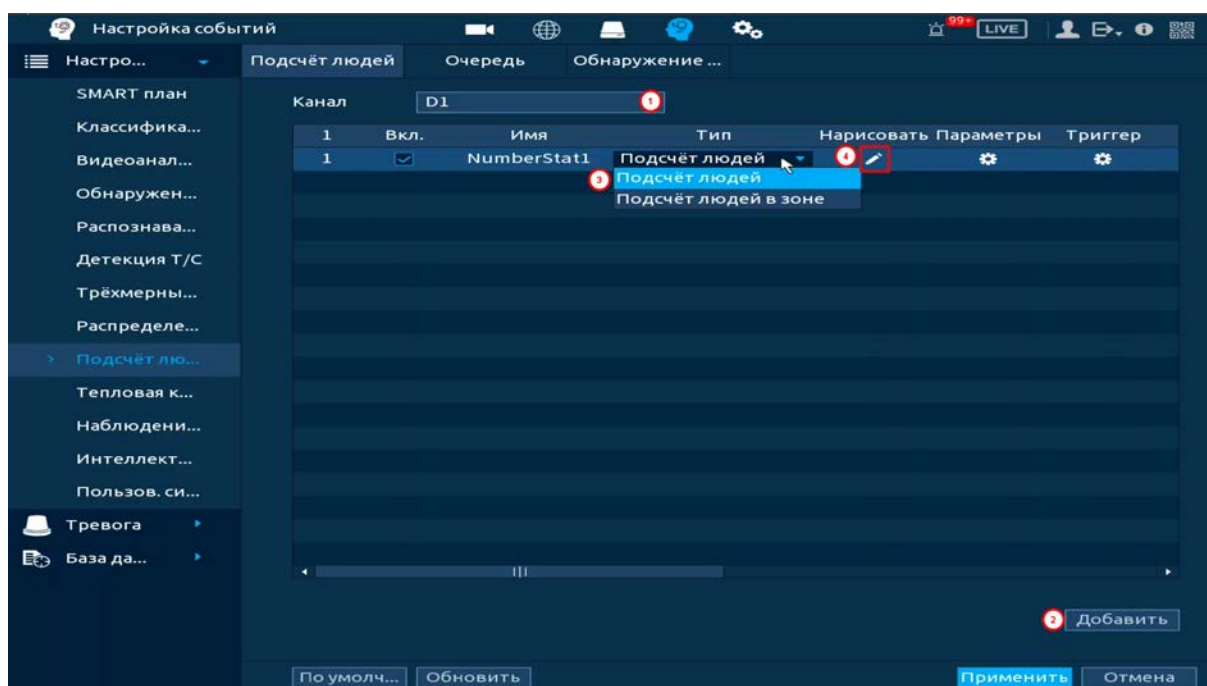 Настройка событий
99+
LIVE
Настро...
Подсчёт людей
Очередь
Обнаружение ...
SMART план
Классифика...
Видеоанал...
Обнаружен...
Распознава...
Детекция Т/С
Трёхмерны...
Распределе...
Подсчёт лю...
Тепловая к...
Наблюдени...
Интеллект...
Пользов. си...
Тревога
База да...
Канал
D1
1
1 Вкл. Имя Тип Нарисовать Параметры Триггер
1 NumberStat1 Подсчёт людей 4
3 Подсчёт людей
Подсчёт людей в зоне
2 Добавить
По умолч... Обновить Применить Отмена